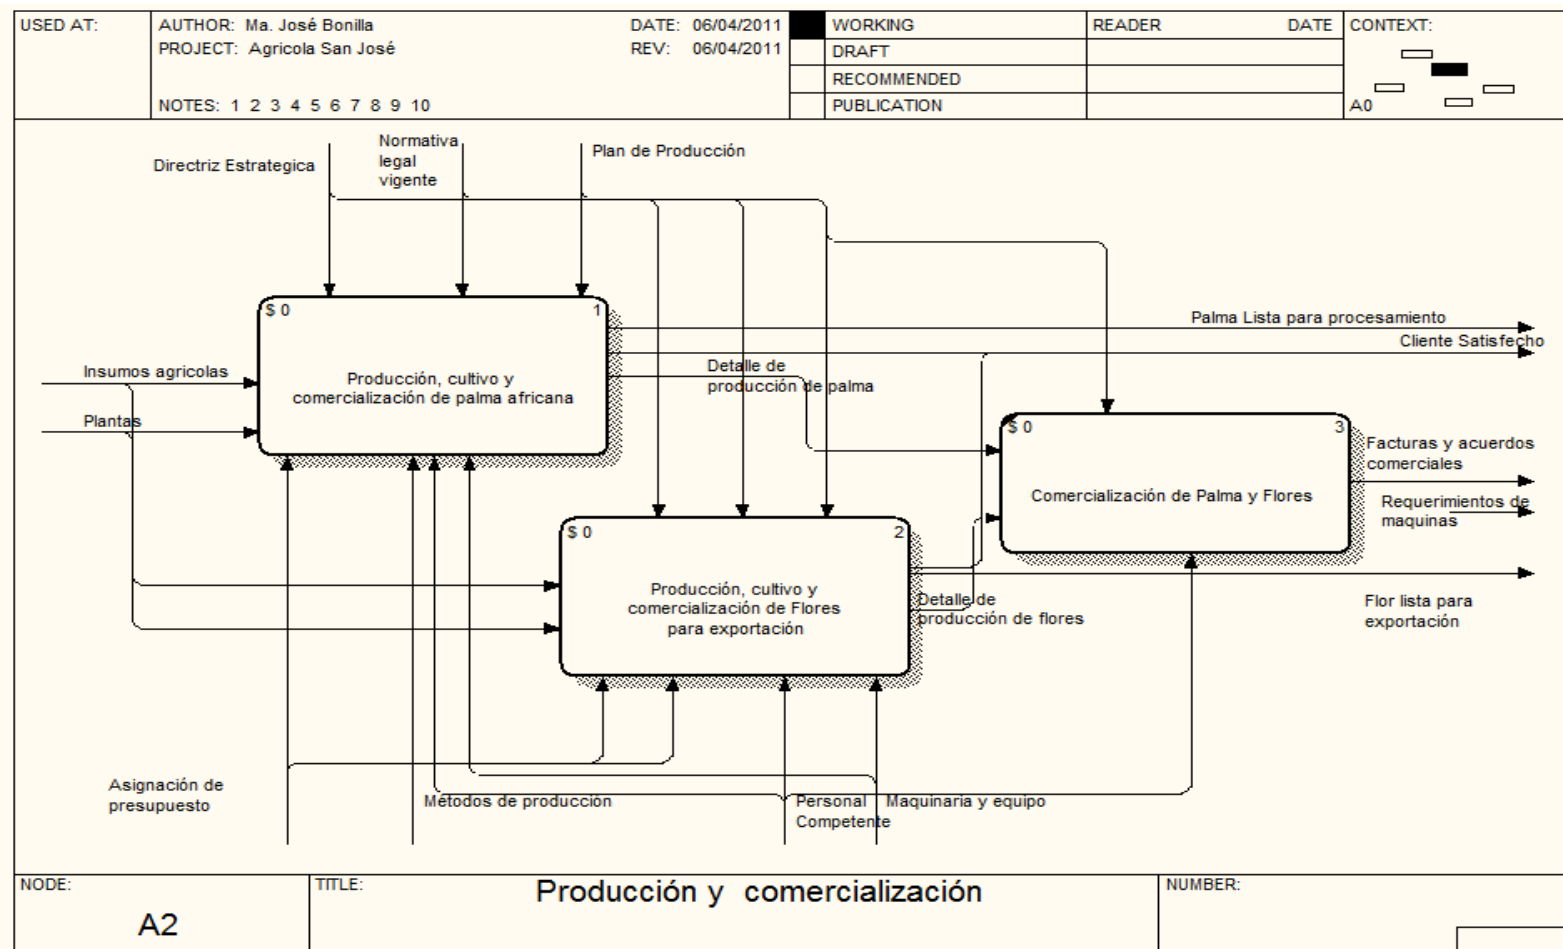 USED AT:
AUTHOR: Ma. José Bonilla
DATE: 06/04/2011
PROJECT: Agricola San José
REV: 06/04/2011
NOTES: 1 2 3 4 5 6 7 8 9 10
WORKING
DRAFT
RECOMMENDED
PUBLICATION
READER
DATE
CONTEXT:
A0
Directriz Estrategica
Normativa
legal
vigente
Plan de Producción
$ 0
1
Producción, cultivo y
comercialización de palma africana
Insumos agricolas
Plantas
Palma Lista para procesamiento
Cliente Satisfecho
Detalle de
producción de palma
$ 0
3
Comercialización de Palma y Flores
Facturas y acuerdos
comerciales
Requerimientos de
maquinas
$ 0
2
Producción, cultivo y
comercialización de Flores
para exportación
Detalle de
producción de flores
Flor lista para
exportación
Asignación de
presupuesto
Métodos de producción
Personal
Competente
Maquinaria y equipo
NODE:
A2
TITLE:
Producción y comercialización
NUMBER: